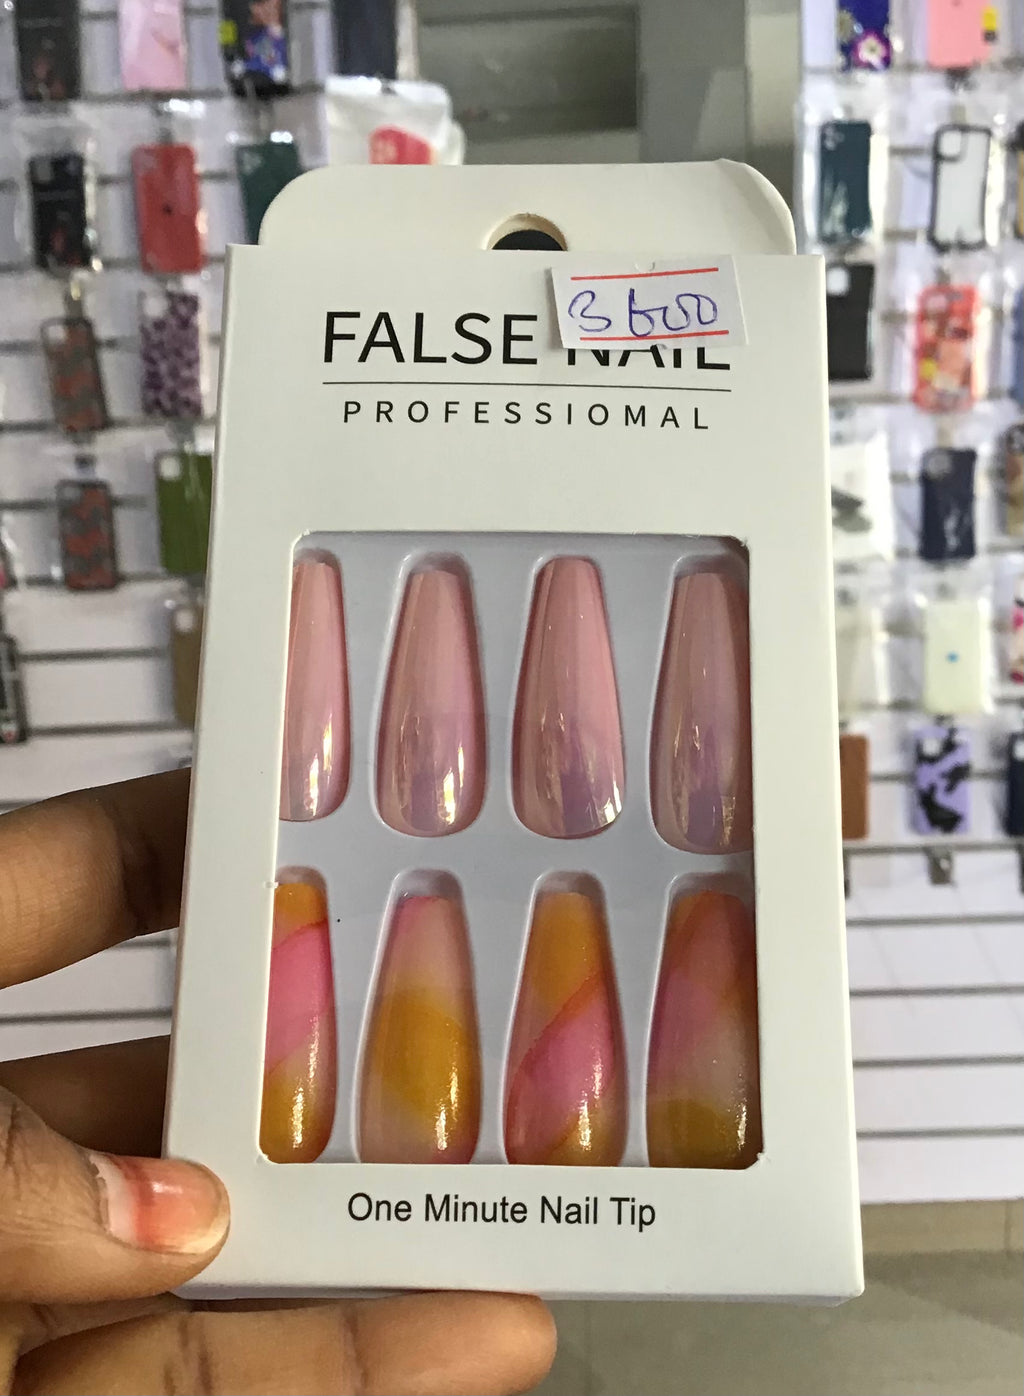 3600
FALSE NAIL
PROFESSIOMAL
One Minute Nail Tip